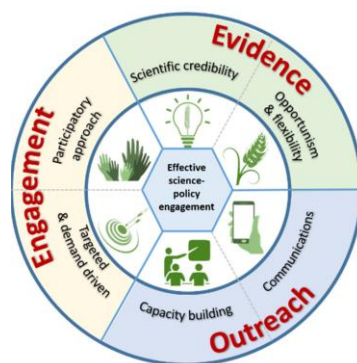 Evidence
Scientific credibility
Opportunism
& flexibility
Engagement
Participatory
approach
Targeted
& demand driven
Effective
science-
policy
engagement
Communications
Capacity building
Outreach